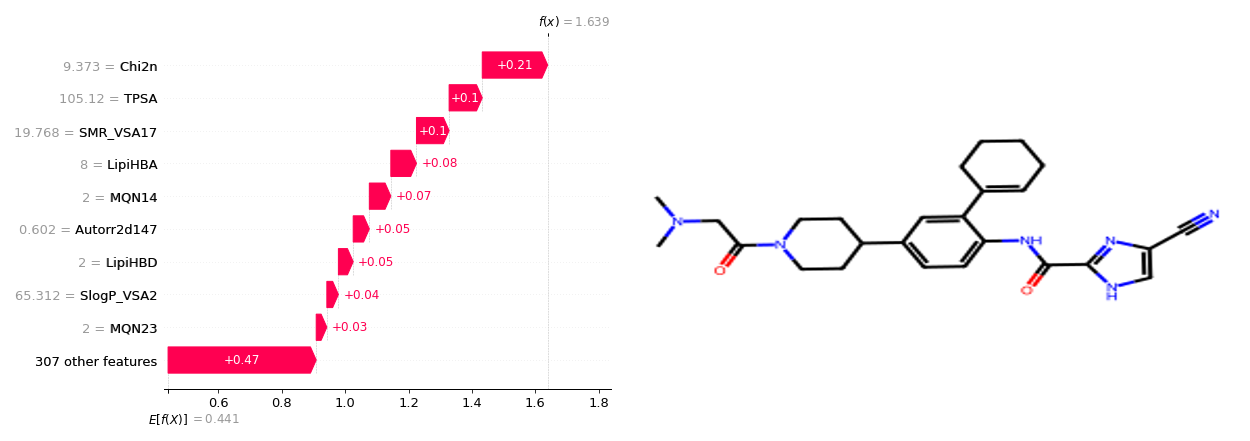 f(x) = 1.639
9.373 = Chi2n
+0.21
105.12 = TPSA
+0.1
19.768 = SMR_VSA17
+0.1
8 = LipiHBA
+0.08
2 = MQN14
+0.07
0.602 = Autorr2d147
+0.05
2 = LipiHBD
+0.05
65.312 = SlogP_VSA2
+0.04
2 = MQN23
+0.03
307 other features
+0.47
0.6 0.8 1.0 1.2 1.4 1.6 1.8
E[f(X)] = 0.441
N
O
N
NH
O
N
N
H
N